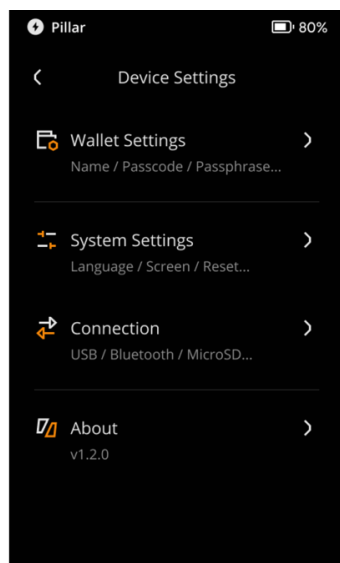 Pillar 80%
Device Settings
Wallet Settings
Name / Passcode / Passphrase...
System Settings
Language / Screen / Reset...
Connection
USB / Bluetooth / MicroSD...
About
v1.2.0